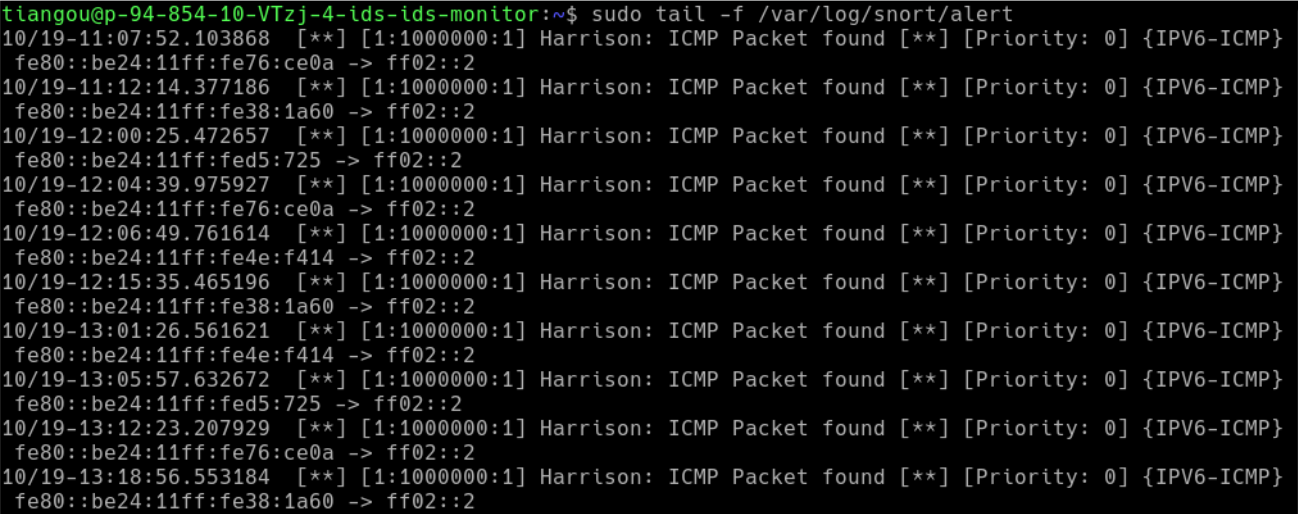 tiangou@p-94-854-10-VTzj-4-ids-ids-monitor:~$ sudo tail -f /var/log/snort/alert
10/19-11:07:52.103868  [**] [1:1000000:1] Harrison: ICMP Packet found [**] [Priority: 0] {IPV6-ICMP}
 fe80::be24:11ff:fe76:ce0a -> ff02::2
10/19-11:12:14.377186  [**] [1:1000000:1] Harrison: ICMP Packet found [**] [Priority: 0] {IPV6-ICMP}
 fe80::be24:11ff:fe38:1a60 -> ff02::2
10/19-12:00:25.472657  [**] [1:1000000:1] Harrison: ICMP Packet found [**] [Priority: 0] {IPV6-ICMP}
 fe80::be24:11ff:fed5:725 -> ff02::2
10/19-12:04:39.975927  [**] [1:1000000:1] Harrison: ICMP Packet found [**] [Priority: 0] {IPV6-ICMP}
 fe80::be24:11ff:fe76:ce0a -> ff02::2
10/19-12:06:49.761614  [**] [1:1000000:1] Harrison: ICMP Packet found [**] [Priority: 0] {IPV6-ICMP}
 fe80::be24:11ff:fe4e:f414 -> ff02::2
10/19-12:15:35.465196  [**] [1:1000000:1] Harrison: ICMP Packet found [**] [Priority: 0] {IPV6-ICMP}
 fe80::be24:11ff:fe38:1a60 -> ff02::2
10/19-13:01:26.561621  [**] [1:1000000:1] Harrison: ICMP Packet found [**] [Priority: 0] {IPV6-ICMP}
 fe80::be24:11ff:fe4e:f414 -> ff02::2
10/19-13:05:57.632672  [**] [1:1000000:1] Harrison: ICMP Packet found [**] [Priority: 0] {IPV6-ICMP}
 fe80::be24:11ff:fed5:725 -> ff02::2
10/19-13:12:23.207929  [**] [1:1000000:1] Harrison: ICMP Packet found [**] [Priority: 0] {IPV6-ICMP}
 fe80::be24:11ff:fe76:ce0a -> ff02::2
10/19-13:18:56.553184  [**] [1:1000000:1] Harrison: ICMP Packet found [**] [Priority: 0] {IPV6-ICMP}
 fe80::be24:11ff:fe38:1a60 -> ff02::2